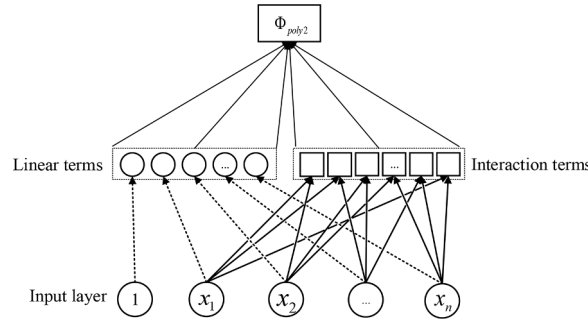 Φpoly2
Linear terms ... ... Interaction terms
Input layer 1 x1 x2 ... xn